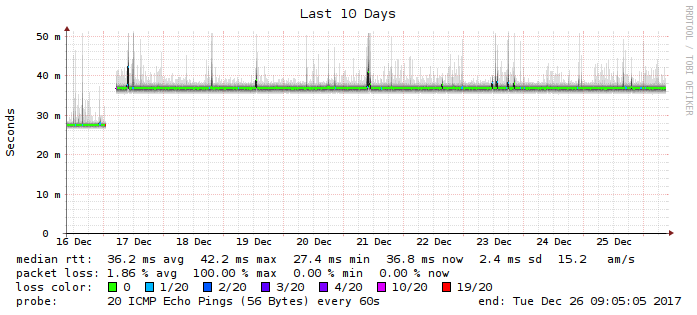 Last 10 Days
RRDTOOL / TOBI OETIKER
Seconds
50 m
40 m
30 m
20 m
10 m
0
16 Dec 17 Dec 18 Dec 19 Dec 20 Dec 21 Dec 22 Dec 23 Dec 24 Dec 25 Dec
median rtt: 36.2 ms avg 42.2 ms max 27.4 ms min 36.8 ms now 2.4 ms sd 15.2 am/s
packet loss: 1.86 % avg 100.00 % max 0.00 % min 0.00 % now
loss color: 0 1/20 2/20 3/20 4/20 10/20 19/20
probe: 20 ICMP Echo Pings (56 Bytes) every 60s end: Tue Dec 26 09:05:05 2017